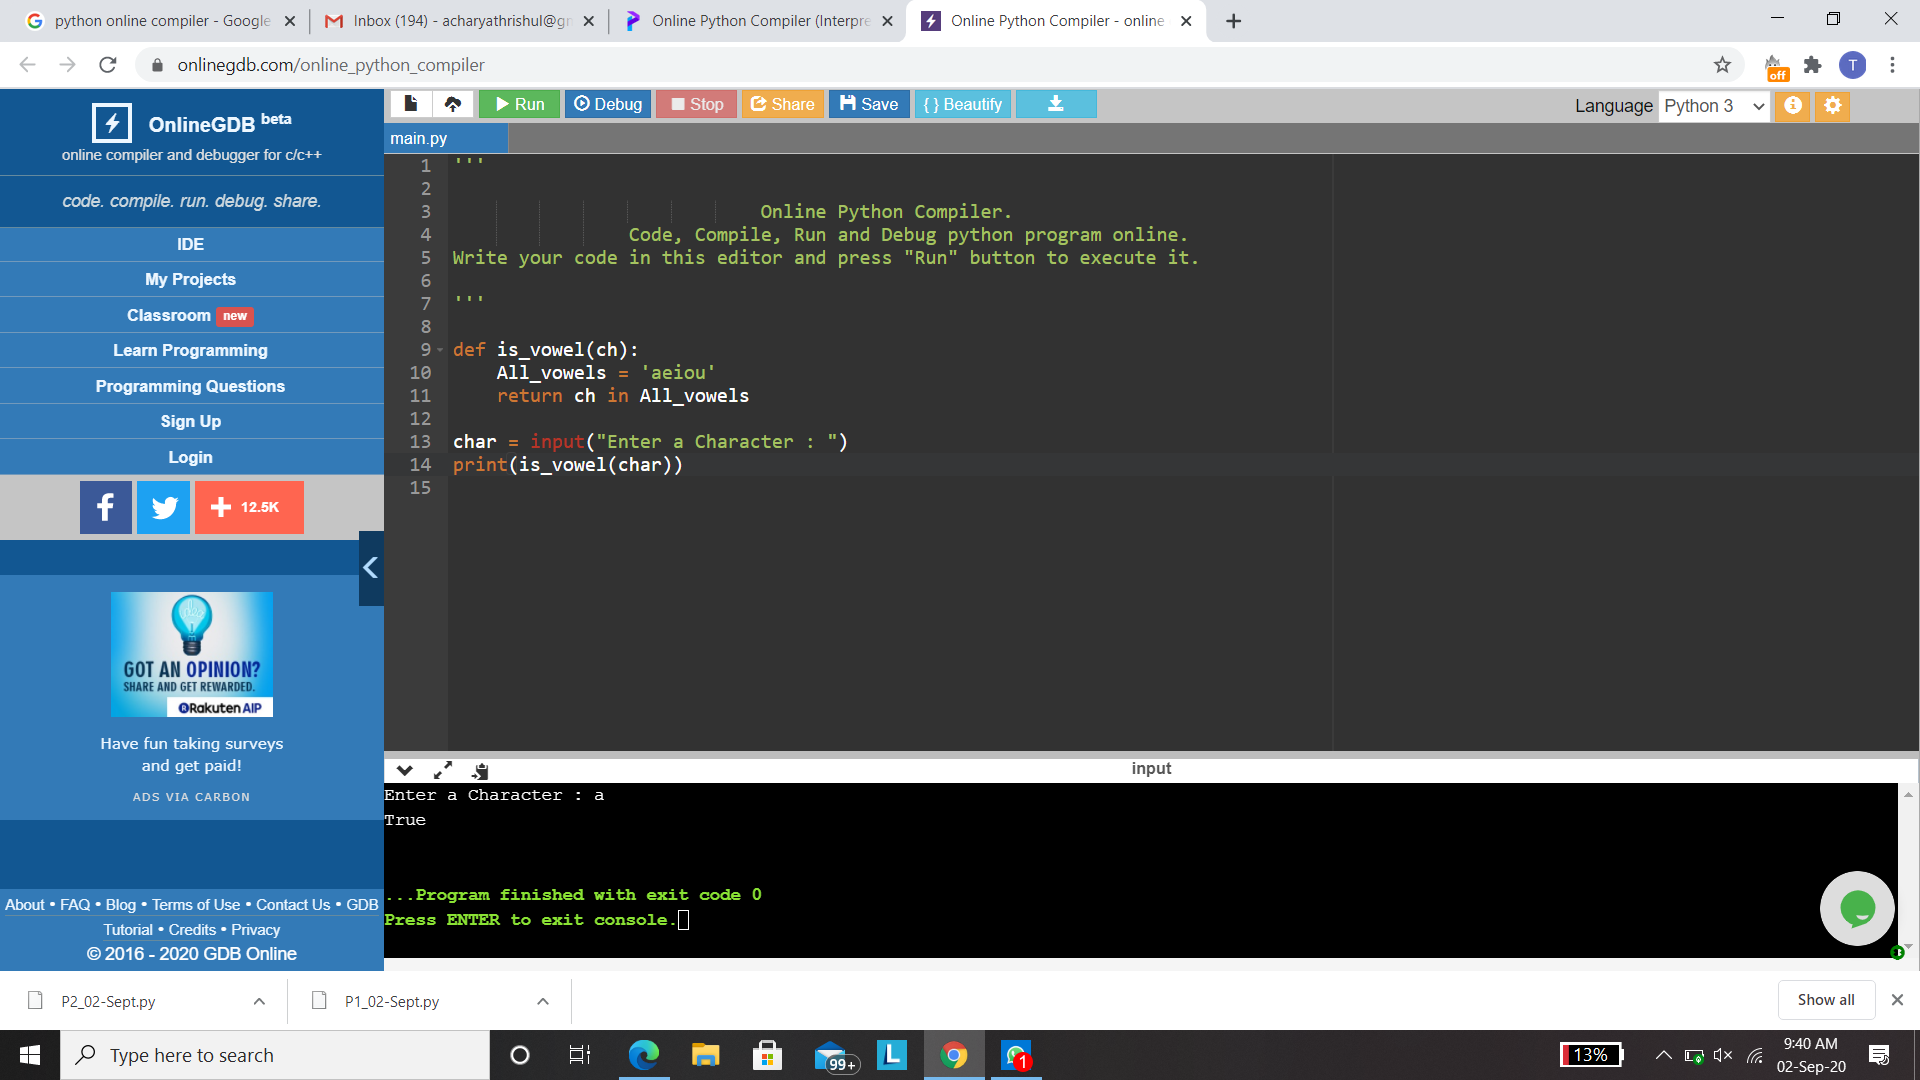 python online compiler - Google
Inbox (194) - acharyathrishul@gm
Online Python Compiler (Interpre
Online Python Compiler - online
onlinegdb.com/online_python_compiler
off
T
OnlineGDB beta
online compiler and debugger for c/c++
code. compile. run. debug. share.
IDE
My Projects
Classroom new
Learn Programming
Programming Questions
Sign Up
Login
12.5K
GOT AN OPINION?
SHARE AND GET REWARDED.
Rakuten AIP
Have fun taking surveys
and get paid!
ADS VIA CARBON
About • FAQ • Blog • Terms of Use • Contact Us • GDB
Tutorial • Credits • Privacy
© 2016 - 2020 GDB Online
Run Debug Stop Share Save { } Beautify
Language Python 3
main.py
1 '''
2
3 Online Python Compiler.
4 Code, Compile, Run and Debug python program online.
5 Write your code in this editor and press "Run" button to execute it.
6
7 '''
8
9 def is_vowel(ch):
10 All_vowels = 'aeiou'
11 return ch in All_vowels
12
13 char = input("Enter a Character : ")
14 print(is_vowel(char))
15
input
Enter a Character : a
True
...Program finished with exit code 0
Press ENTER to exit console.
P2_02-Sept.py
P1_02-Sept.py
Show all
Type here to search
99+
L
1
13%
9:40 AM
02-Sep-20